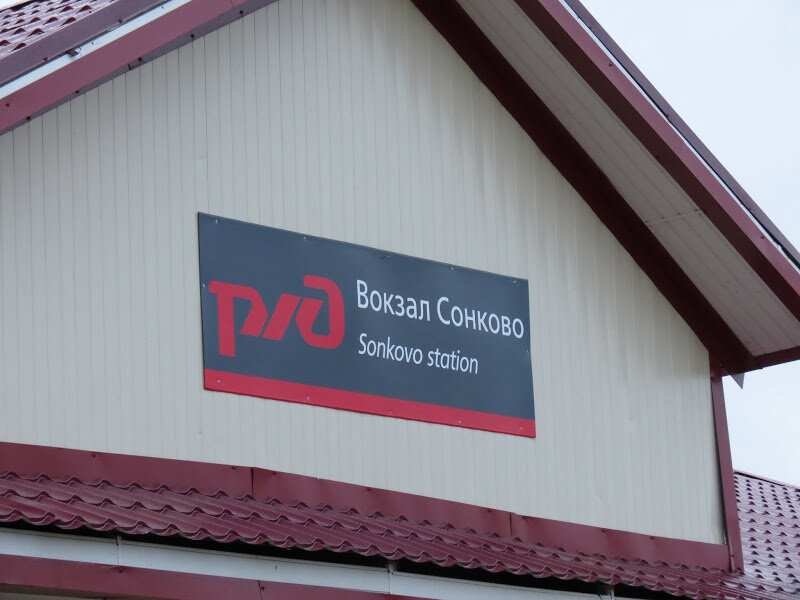 ржд
Вокзал Сонково
Sonkovo station